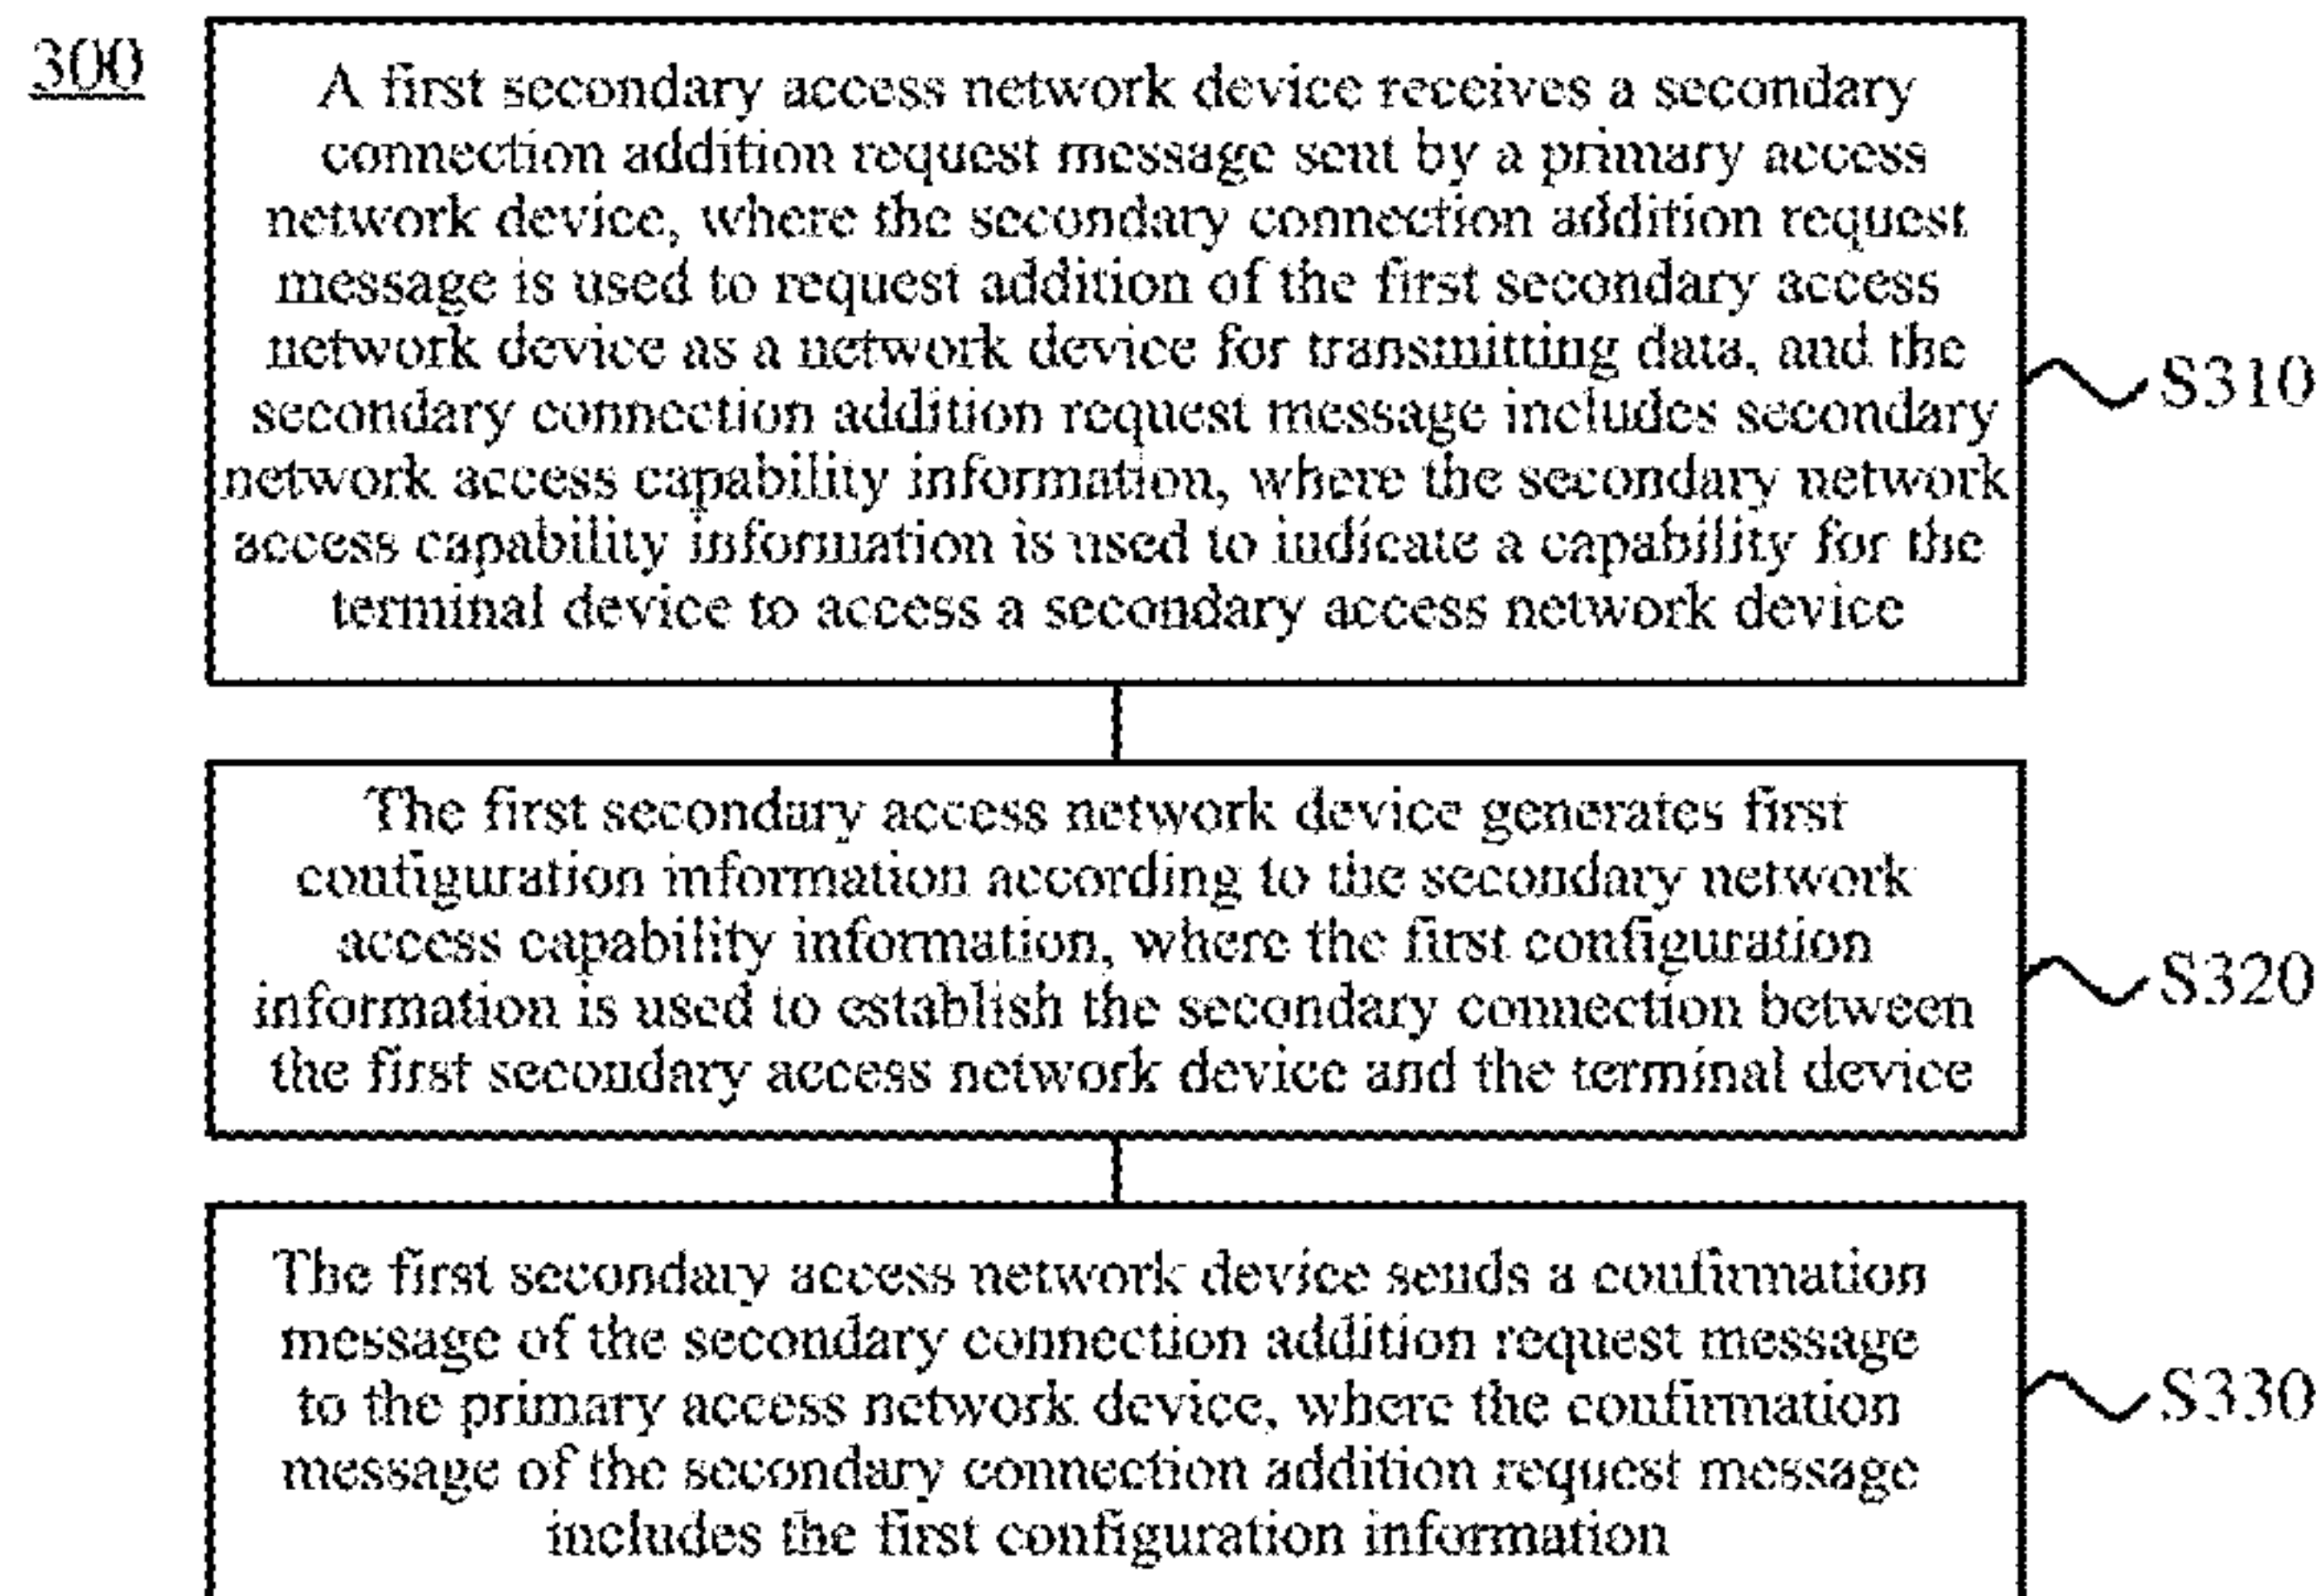 300
A first secondary access network device receives a secondary
connection addition request message sent by a primary access
network device, where the secondary connection addition request
message is used to request addition of the first secondary access
network device as a network device for transmitting data, and the
secondary connection addition request message includes secondary
network access capability information, where the secondary network
access capability information is used to indicate a capability for the
terminal device to access a secondary access network device
S310
The first secondary access network device generates first
configuration information according to the secondary network
access capability information, where the first configuration
information is used to establish the secondary connection between
the first secondary access network device and the terminal device
S320
The first secondary access network device sends a confirmation
message of the secondary connection addition request message
to the primary access network device, where the confirmation
message of the secondary connection addition request message
includes the first configuration information
S330